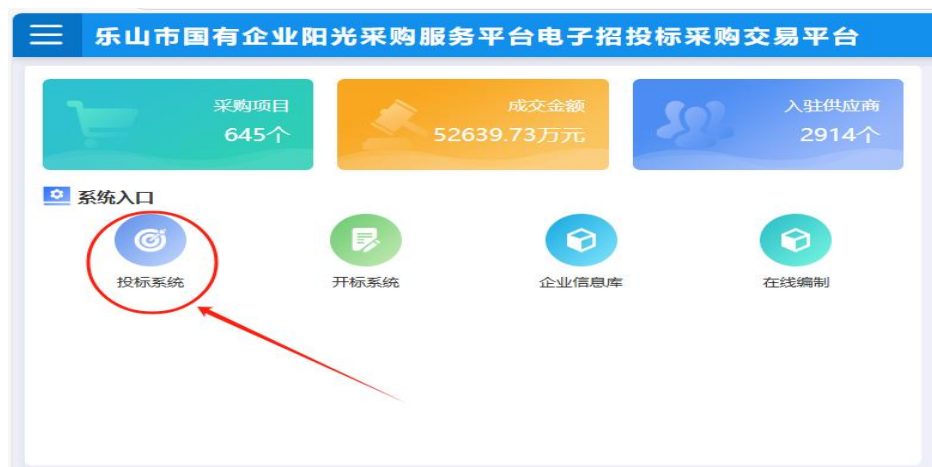 乐山市国有企业阳光采购服务平台电子招投标采购交易平台
采购项目
645个
成交金额
52639.73万元
入驻供应商
2914个
系统入口
投标系统
开标系统
企业信息库
在线编制